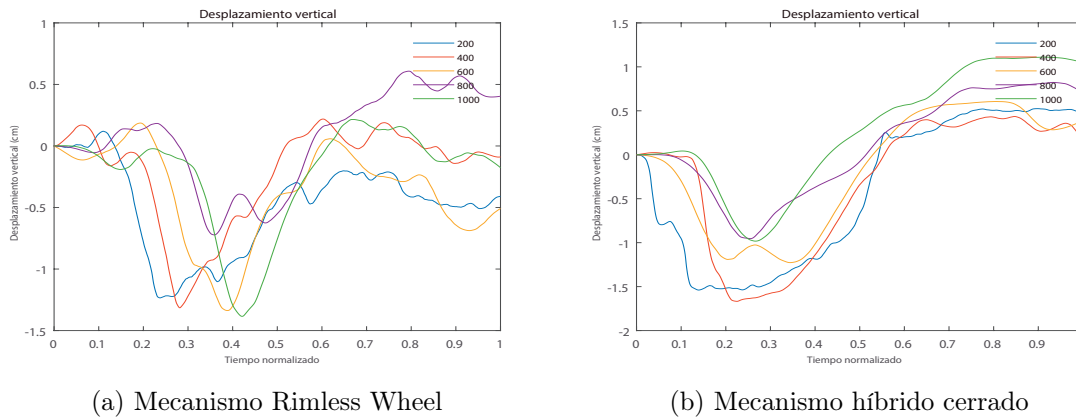 Desplazamiento vertical
1
0.5
0
-0.5
-1
-1.5
Desplazamiento vertical (cm)
200
400
600
800
1000
0 0.1 0.2 0.3 0.4 0.5 0.6 0.7 0.8 0.9 1
Tiempo normalizado
(a) Mecanismo Rimless Wheel
Desplazamiento vertical
1.5
1
0.5
0
-0.5
-1
-1.5
-2
Desplazamiento vertical (cm)
200
400
600
800
1000
0 0.1 0.2 0.3 0.4 0.5 0.6 0.7 0.8 0.9
Tiempo normalizado
(b) Mecanismo híbrido cerrado